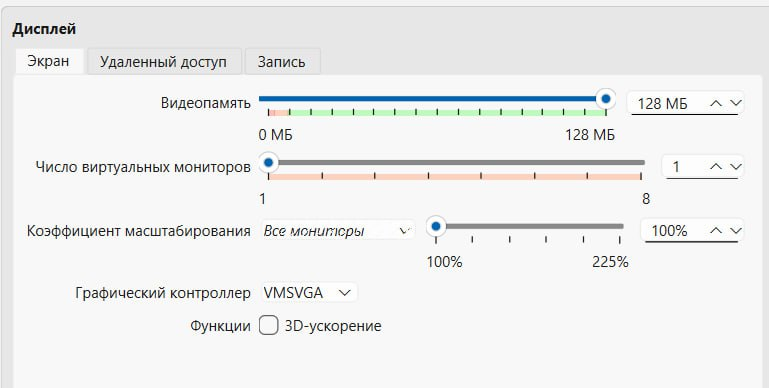 Дисплей
Экран Удаленный доступ Запись
Видеопамять 128 МБ
0 МБ 128 МБ
Число виртуальных мониторов 1
1 8
Коэффициент масштабирования Все мониторы 100%
100% 225%
Графический контроллер VMSVGA
Функции 3D-ускорение